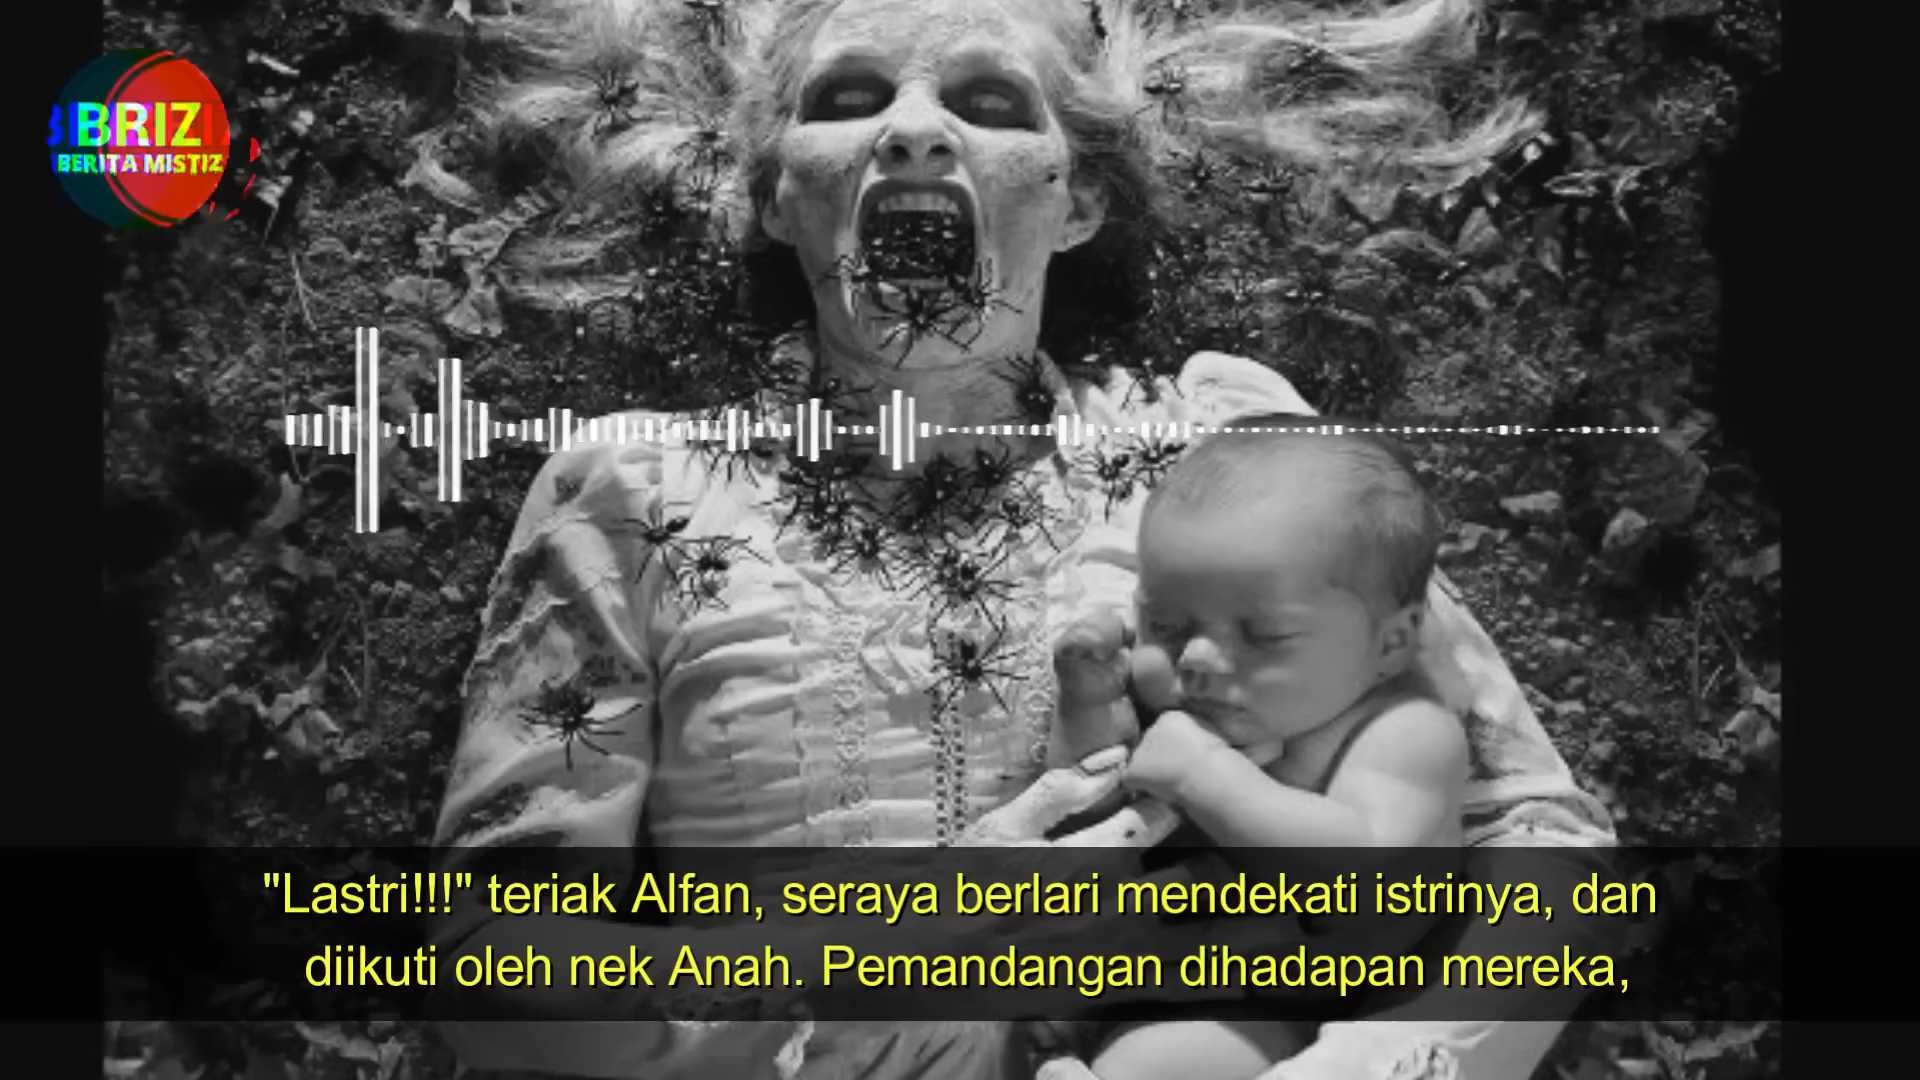 BRIZ
BERITA MISTIZ
"Lastri!!!" teriak Alfan, seraya berlari mendekati istrinya, dan
diikuti oleh nek Anah. Pemandangan dihadapan mereka,